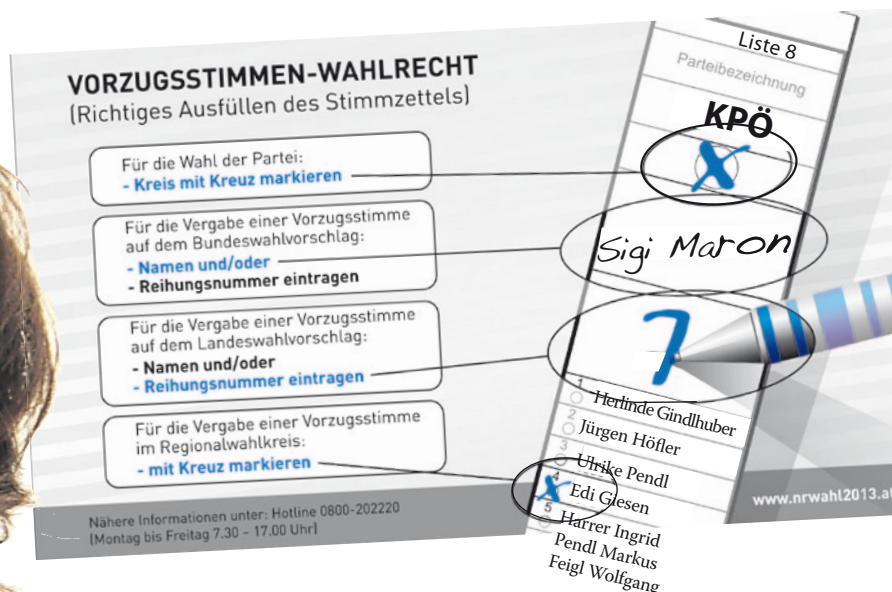 VORZUGSSTIMMEN-WAHLRECHT
(Richtiges Ausfüllen des Stimmzettels)
Für die Wahl der Partei:
- Kreis mit Kreuz markieren
Für die Vergabe einer Vorzugsstimme
auf dem Bundeswahlvorschlag:
- Namen und/oder
- Reihungsnummer eintragen
Für die Vergabe einer Vorzugsstimme
auf dem Landeswahlvorschlag:
- Namen und/oder
- Reihungsnummer eintragen
Für die Vergabe einer Vorzugsstimme
im Regionalwahlkreis:
- mit Kreuz markieren
Nähere Informationen unter: Hotline 0800-202220
(Montag bis Freitag 7.30 – 17.00 Uhr)
Liste 8
Parteibezeichnung
KPÖ
X
Sigi Maron
7
1 Herlinde Gindlhuber
2 Jürgen Höfler
3 Ulrike Pendl
4 Edi Giesen
5 Harrer Ingrid
Pendl Markus
Feigl Wolfgang
www.nrwahl2013.at